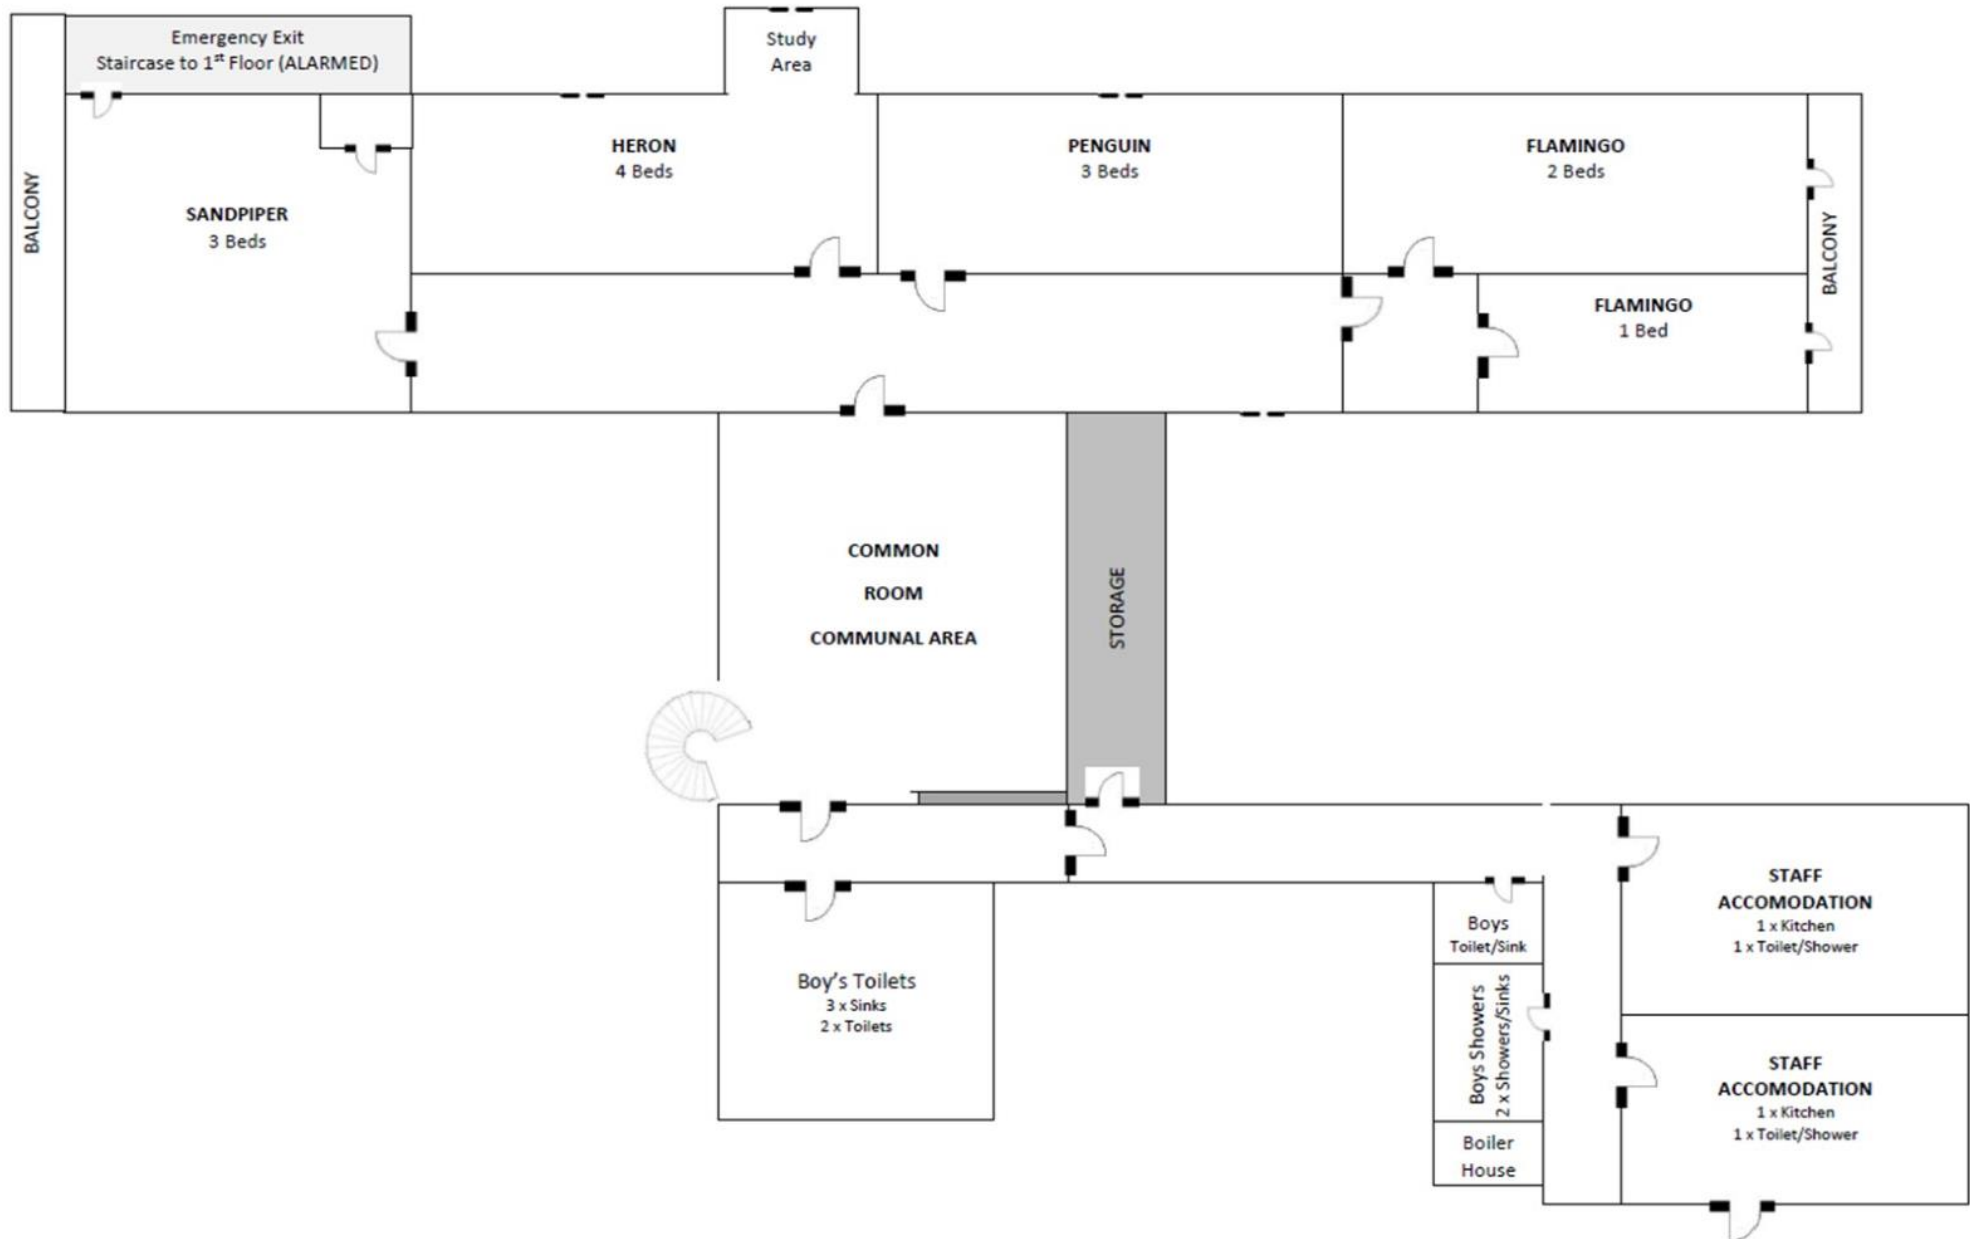 Emergency Exit
Staircase to 1st Floor (ALARMED)
Study
Area
BALCONY
SANDPIPER
3 Beds
HERON
4 Beds
PENGUIN
3 Beds
FLAMINGO
2 Beds
FLAMINGO
1 Bed
BALCONY
COMMON
ROOM
COMMUNAL AREA
STORAGE
Boy's Toilets
3 x Sinks
2 x Toilets
Boys
Toilet/Sink
Boys Showers
2 x Showers/Sinks
Boiler
House
STAFF
ACCOMODATION
1 x Kitchen
1 x Toilet/Shower
STAFF
ACCOMODATION
1 x Kitchen
1 x Toilet/Shower